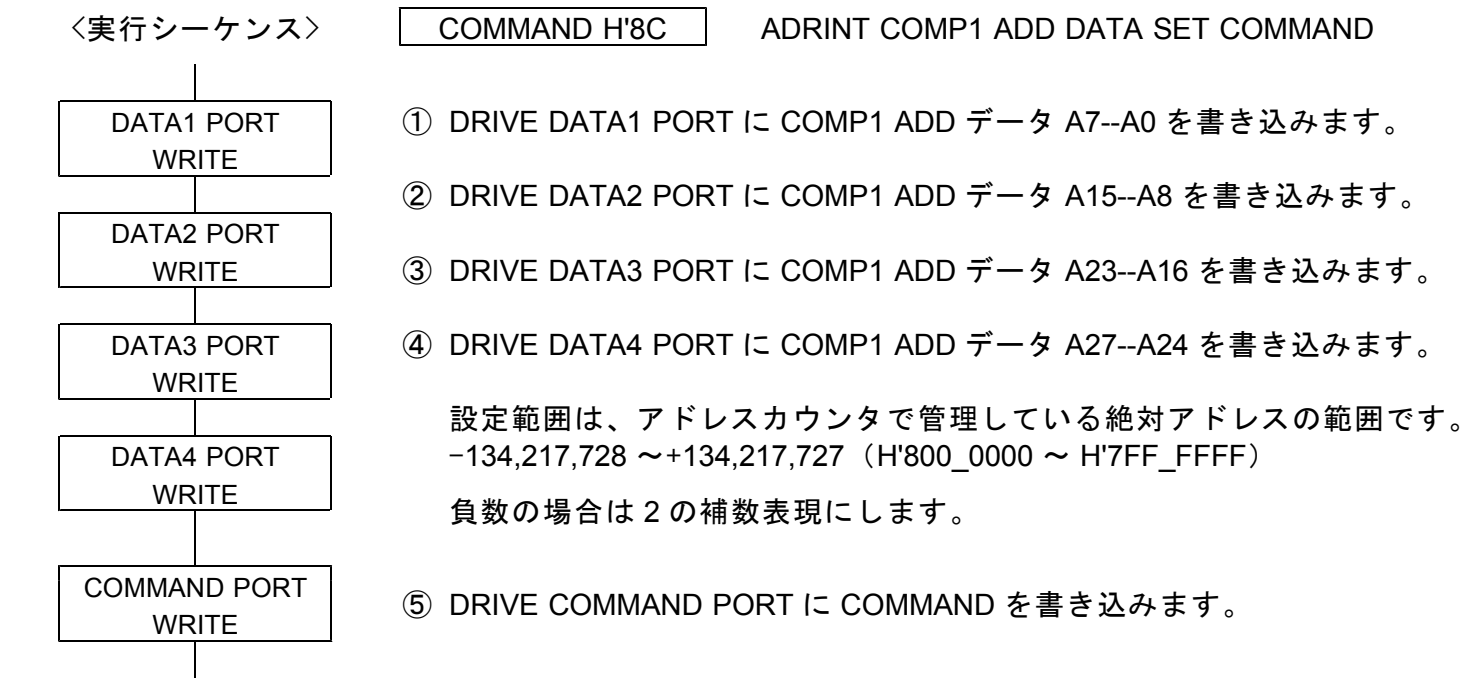 〈実行シーケンス〉 COMMAND H'8C ADRINT COMP1 ADD DATA SET COMMAND
DATA1 PORT
WRITE
① DRIVE DATA1 PORT に COMP1 ADD データ A7--A0 を書き込みます。
DATA2 PORT
WRITE
② DRIVE DATA2 PORT に COMP1 ADD データ A15--A8 を書き込みます。
DATA3 PORT
WRITE
③ DRIVE DATA3 PORT に COMP1 ADD データ A23--A16 を書き込みます。
DATA4 PORT
WRITE
④ DRIVE DATA4 PORT に COMP1 ADD データ A27--A24 を書き込みます。
設定範囲は、アドレスカウンタで管理している絶対アドレスの範囲です。
-134,217,728 ～+134,217,727（H'800_0000 ～ H'7FF_FFFF）
負数の場合は 2 の補数表現にします。
COMMAND PORT
WRITE
⑤ DRIVE COMMAND PORT に COMMAND を書き込みます。